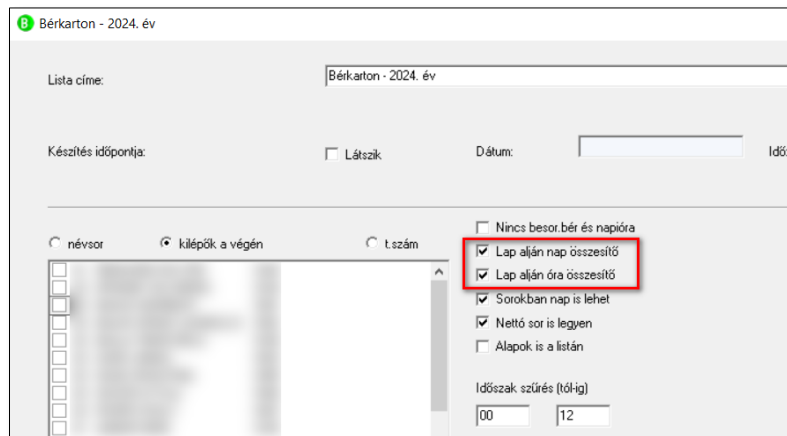 B Bérkarton - 2024. év
Lista címe: Bérkarton - 2024. év
Készítés időpontja: Látszik Dátum: Idő:
Nincs besor.bér és napióra
névsor kilépők a végén t.szám
Lap alján nap összesítő
Lap alján óra összesítő
Sorokban nap is lehet
Nettó sor is legyen
Alapok is a listán
Időszak szűrés (tól-ig)
00 12